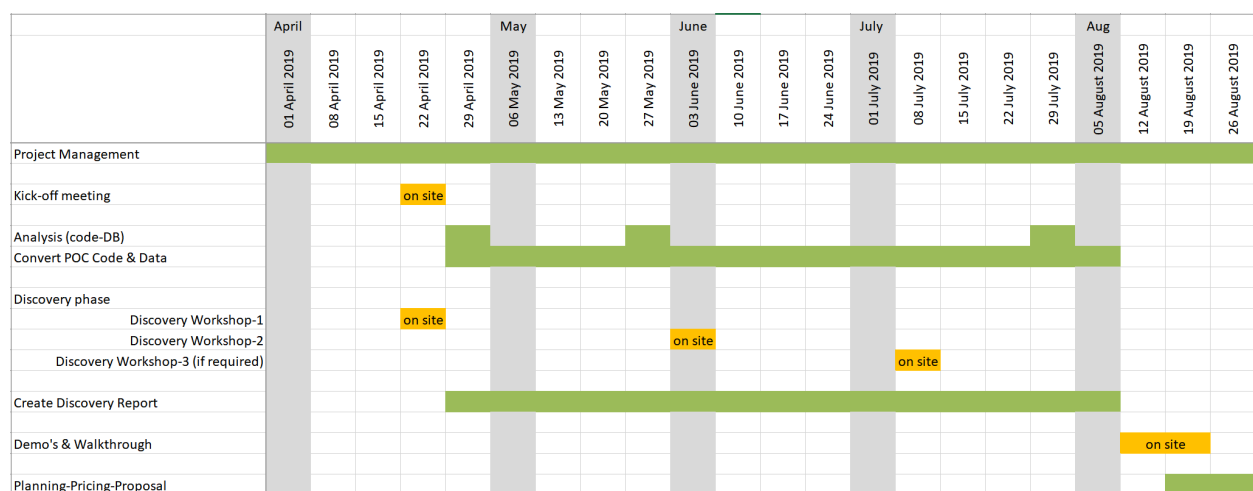 April May June July Aug
01 April 2019 08 April 2019 15 April 2019 22 April 2019 29 April 2019 06 May 2019 13 May 2019 20 May 2019 27 May 2019 03 June 2019 10 June 2019 17 June 2019 24 June 2019 01 July 2019 08 July 2019 15 July 2019 22 July 2019 29 July 2019 05 August 2019 12 August 2019 19 August 2019 26 August 2019
Project Management
Kick-off meeting on site
Analysis (code-DB)
Convert POC Code & Data
Discovery phase
Discovery Workshop-1 on site
Discovery Workshop-2 on site
Discovery Workshop-3 (if required) on site
Create Discovery Report
Demo's & Walkthrough on site
Planning-Pricing-Proposal